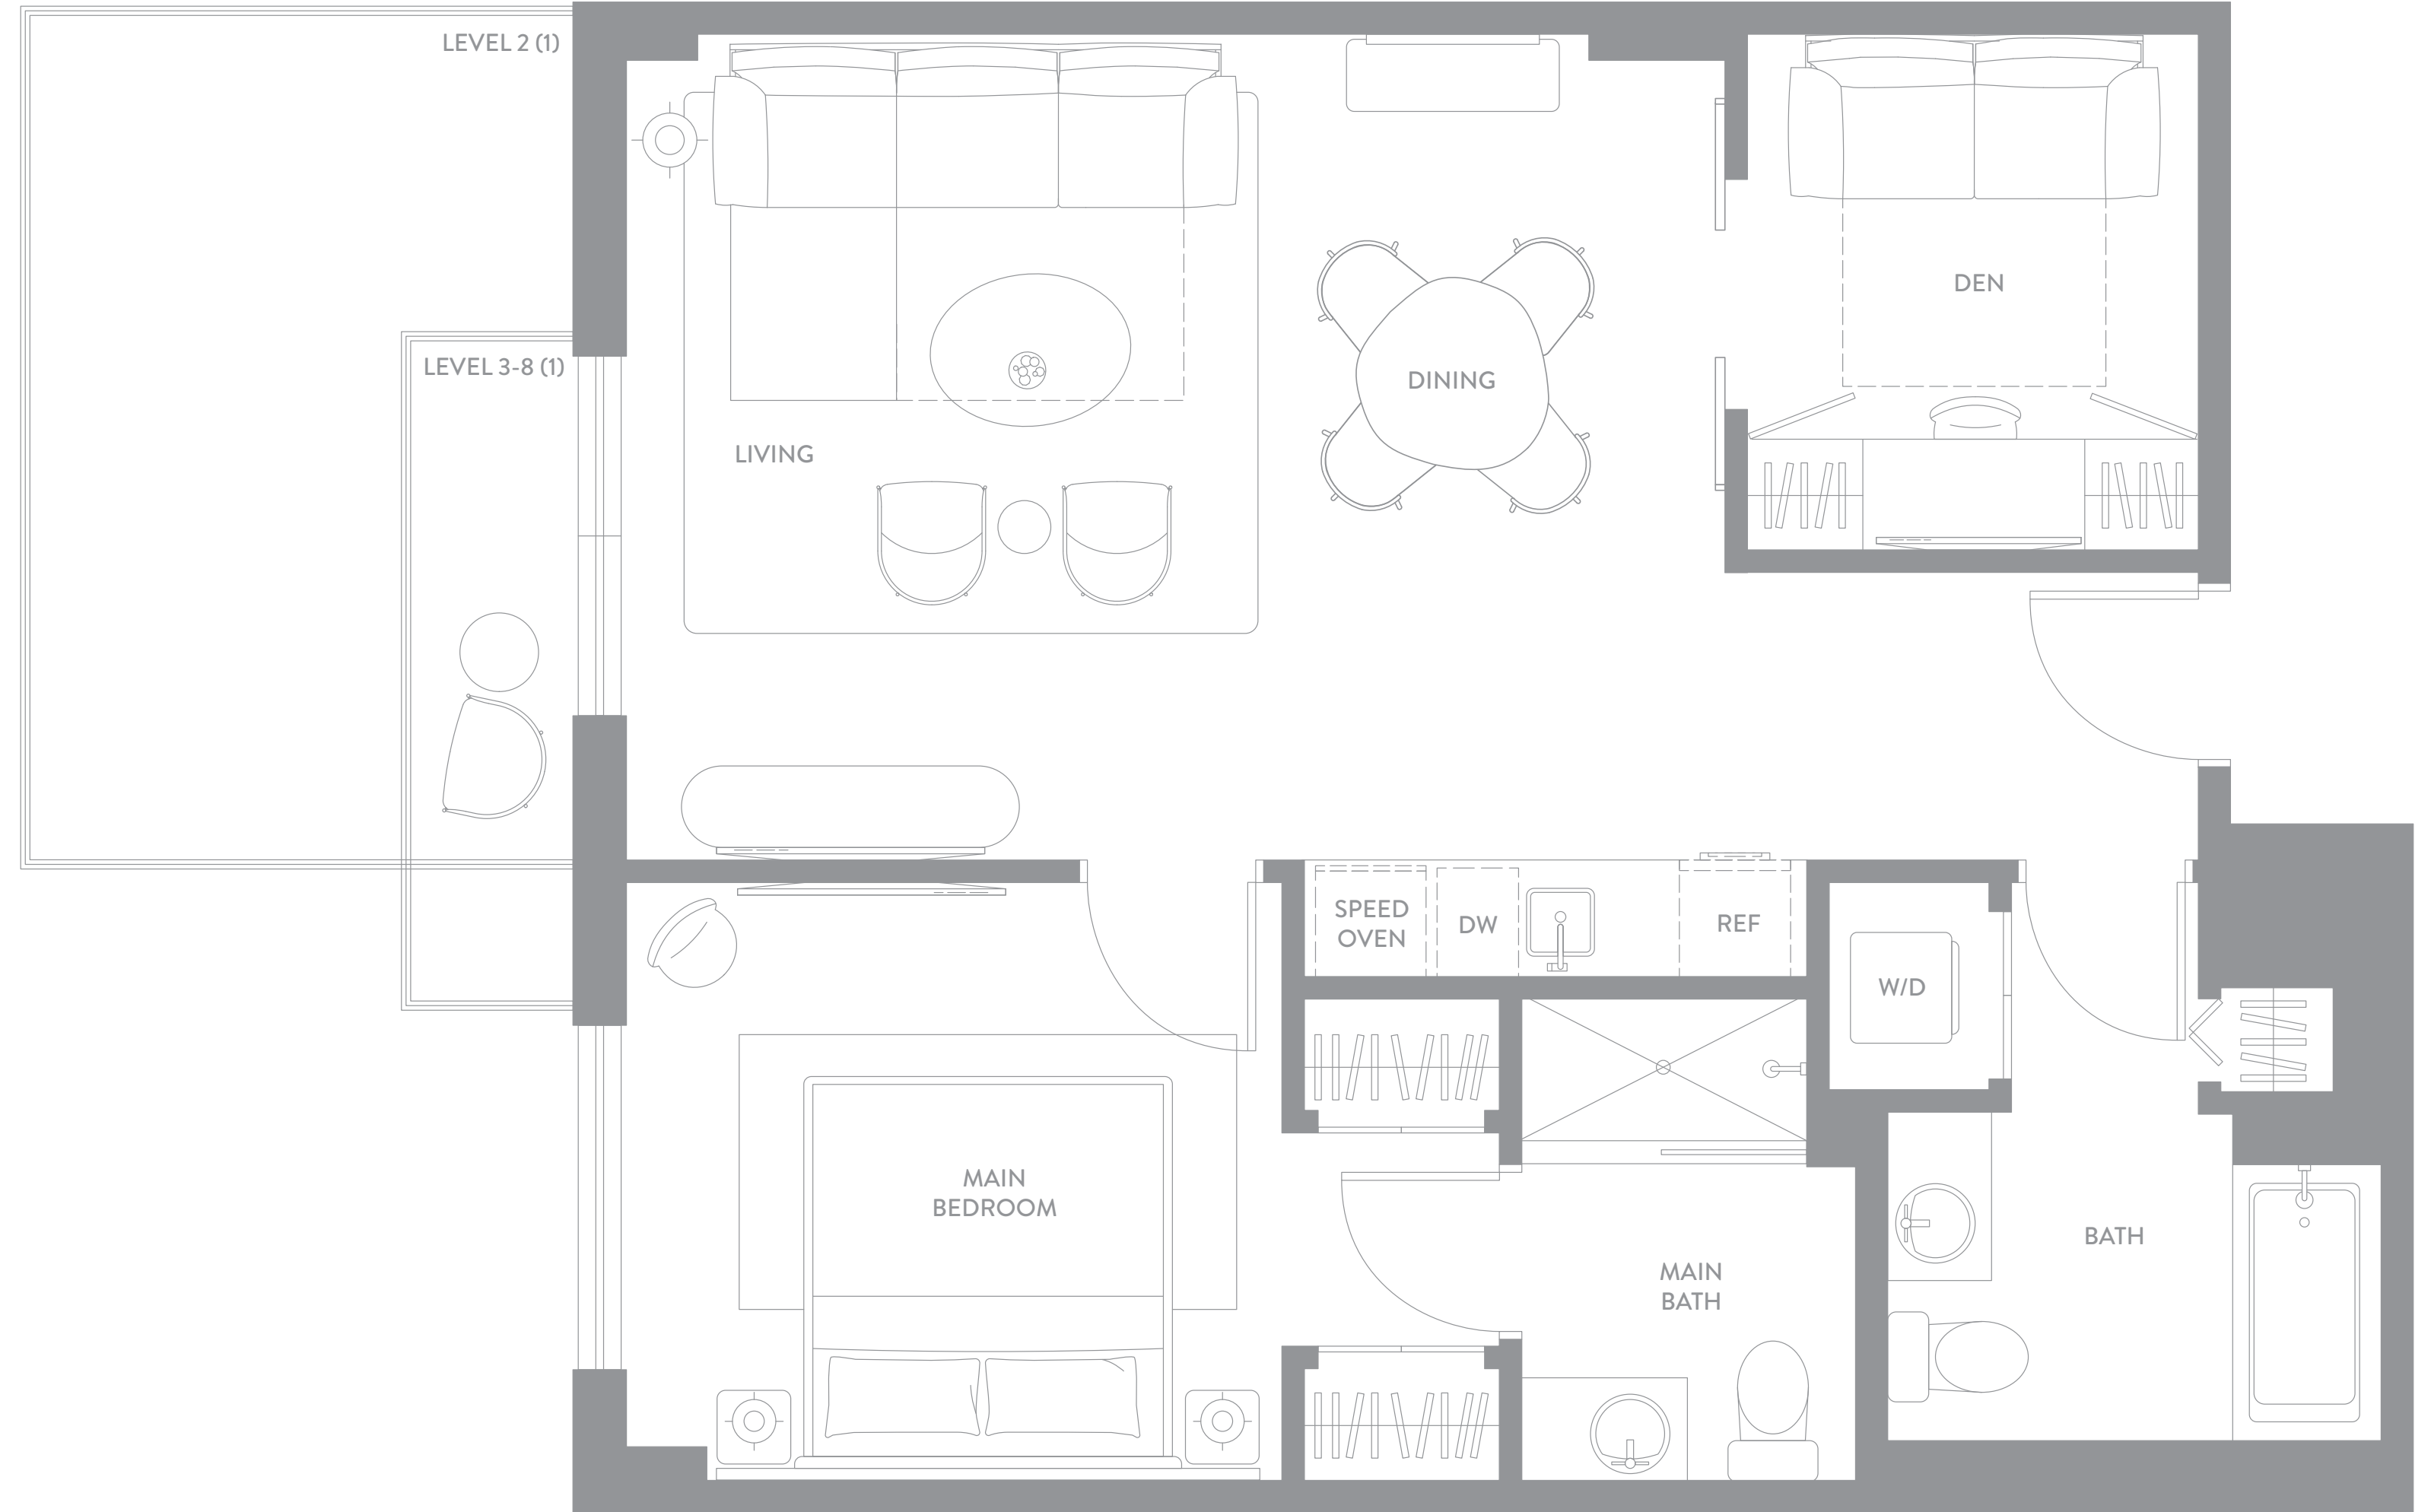 LEVEL 2 (1)
LEVEL 3-8 (1)
DEN
DINING
LIVING
SPEED
OVEN
DW
REF
W/D
MAIN
BEDROOM
BATH
MAIN
BATH